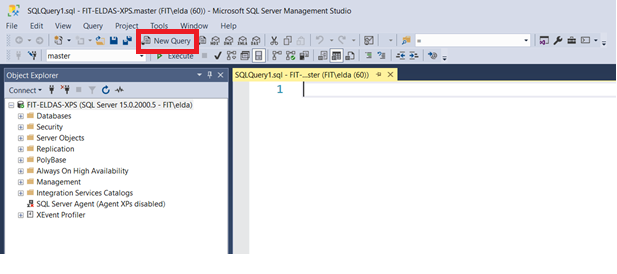 SQLQuery1.sql - FIT-ELDAS-XPS.master (FIT\elda (60))* - Microsoft SQL Server Management Studio
File Edit View Query Project Tools Window Help
New Query
master Execute
Object Explorer
SQLQuery1.sql - FIT-...ster (FIT\elda (60))*
Connect
1
FIT-ELDAS-XPS (SQL Server 15.0.2000.5 - FIT\elda)
Databases
Security
Server Objects
Replication
PolyBase
Always On High Availability
Management
Integration Services Catalogs
SQL Server Agent (Agent XPs disabled)
XEvent Profiler